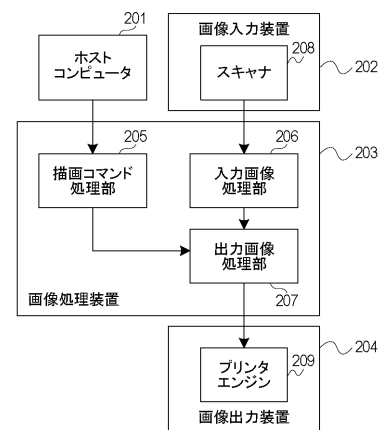 201
ホスト
コンピュータ
画像入力装置
208
スキャナ
202
205
描画コマンド
処理部
206
入力画像
処理部
203
出力画像
処理部
207
画像処理装置
204
209
プリンタ
エンジン
画像出力装置